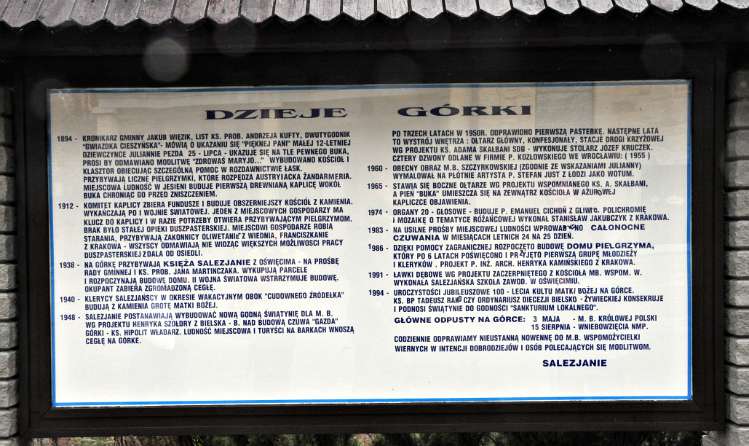 DZIEJE GÓRKI
1894 - KRONIKARZ GMINNY JAKUB WIĘZIK, LIST KS. PROB. ANDRZEJA KUFTY, DWUTYGODNIK
"GWIAZDKA CIESZYŃSKA"- MÓWIĄ O UKAZANIU SIĘ "PIĘKNEJ PANI" MAŁEJ 12-LETNIEJ
DZIEWCZYNCE JULIANNIE PEZDA 25 - LIPCA - UKAZUJE SIĘ NA TLE PEWNEGO BUKA,
PROSI BY ODMAWIANO MODLITWĘ "ZDROWAŚ MARYJO..." WYBUDOWANO KOŚCIÓŁ I
KLASZTOR OBIECUJĄC SZCZEGÓLNĄ POMOC W ROZDAWNICTWIE ŁASK.
PRZYBYWAJĄ LICZNE PIELGRZYMKI, KTÓRE ROZPĘDZA AUSTRYJACKA ŻANDARMERIA.
MIEJSCOWA LUDNOŚĆ W JESIENI BUDUJE PIERWSZĄ DREWNIANĄ KAPLICĘ WOKÓŁ
BUKA CHRONIĄC GO PRZED ZNISZCZENIEM.
1912 - KOMITET KAPLICY ZBIERA FUNDUSZE I BUDUJE OBSZERNIEJSZY KOŚCIÓŁ Z KAMIENIA.
WYKAŃCZAJĄ PO I WOJNIE ŚWIATOWEJ. JEDEN Z MIEJSCOWYCH GOSPODARZY MA
KLUCZ DO KAPLICY I W RAZIE POTRZEBY OTWIERA PRZYBYWAJĄCYM PIELGRZYMOM.
BRAK BYŁO STAŁEJ OPIEKI DUSZPASTERSKIEJ. MIEJSCOWI GOSPODARZE ROBIĄ
STARANIA, PRZYBYWAJĄ ZAKONNICY OLIWETANIE Z WIEDNIA, FRANCISZKANIE
Z KRAKOWA - WSZYSCY ODMAWIAJĄ NIE WIDZĄC WIĘKSZYCH MOŻLIWOŚCI PRACY
DUSZPASTERSKIEJ ZDALA OD OSIEDLI.
1938 - NA GÓRKĘ PRZYBYWAJĄ KSIĘŻA SALEZJANIE Z OŚWIĘCIMIA - NA PROŚBĘ
RADY GMINNEJ I KS. PROB. JANA MARTINCZAKA. WYKUPUJĄ PARCELE
I ROZPOCZYNAJĄ BUDOWĘ DOMU. II WOJNA ŚWIATOWA WSTRZYMUJE BUDOWĘ.
OKUPANT ZABIERA ZGROMASZONĄ CEGŁĘ.
1940 - KLERYCY SALEZJAŃSCY W OKRESIE WAKACYJNYM OBOK "CUDOWNEGO ŹRÓDEŁKA"
BUDUJĄ Z KAMIENIA GROTĘ MATKI BOŻEJ.
1948 - SALEZJANIE POSTANAWIAJĄ WYBUDOWAĆ NOWĄ GODNĄ ŚWIĄTYNIĘ DLA M. B.
WG PROJEKTU HENRYKA SZOŁDRY Z BIELSKA - B. NAD BUDOWĄ CZUWA "GAZDA"
GÓRKI - KS. HIPOLIT WŁADARZ. LUDNOŚĆ MIEJSCOWA I TURYŚCI NA BARKACH WNOSZĄ
CEGŁĘ NA GÓRKĘ.
PO TRZECH LATACH W 1950R. ODPRAWIONO PIERWSZĄ PASTERKĘ. NASTĘPNE LATA
TO WYSTRÓJ WNĘTRZA : OŁTARZ GŁÓWNY, KONFESJONAŁY, STACJE DROGI KRZYŻOWEJ
WG PROJEKTU KS. ADAMA SKAŁBANI SDB - WYKONUJE STOLARZ JÓZEF KRUCZEK.
CZTERY DZWONY ODLANE W FIRMIE P. KOZŁOWSKIEGO WE WROCŁAWIU: ( 1955 )
1960 - OBECNY OBRAZ M.B. SZCZYRKOWSKIEJ (ZGODNIE ZE WSKAZANIAMI JULIANNY)
WYMALOWAŁ NA PŁÓTNIE ARTYSTA P. STEFAN JUST Z ŁODZI JAKO WOTUM.
1965 - STAWIA SIĘ BOCZNE OŁTARZE WG PROJEKTU WSPOMNIANEGO KS. A. SKAŁBANI,
A PIEŃ "BUKA" UMIESZCZA SIĘ NA ZEWNĄTRZ KOŚCIOŁA W AŻUROWEJ
KAPLICZCE OBJAWIENIA.
1974 - ORGANY 20 - GŁOSOWE - BUDUJE P. EMANUEL CICHOŃ Z GLIWIC. POLICHROMIĘ
I MOZAIKĘ O TEMATYCE RÓŻAŃCOWEJ WYKONAŁ STANISŁAW JAKUBCZYK Z KRAKOWA.
1983 - NA USILNE PROŚBY MIEJSCOWEJ LUDNOŚCI WPROWADZONO CAŁONOCNE
CZUWANIA W MIESIĄCACH LETNICH 24 NA 25 DZIEŃ.
1986 - DZIĘKI POMOCY ZAGRANICZNEJ ROZPOCZĘTO BUDOWĘ DOMU PIELGRZYMA,
KTÓRY PO 6 LATACH POŚWIĘCONO I PRZYJĘTO PIERWSZĄ GRUPĘ MŁODZIEŻY
I KLERYKÓW , PROJEKT P. INŻ. ARCH. HENRYKA KAMIŃSKIEGO Z KRAKOWA.
1991 - ŁAWKI DĘBOWE WG PROJEKTU ZACZERPNIĘTEGO Z KOŚCIOŁA MB. WSPOM. W.
WYKONAŁA SALEZJAŃSKA SZKOŁA ZAWOD. W OŚWIĘCIMIU.
1994 - UROCZYSTOŚCI JUBILEUSZOWE 100 - LECIA KULTU MATKI BOŻEJ NA GÓRCE.
KS. BP TADEUSZ RAKOCZY ORDYNARIUSZ DIECEZJI BIELSKO - ŻYWIECKIEJ KONSEKRUJE
I PODNOSI ŚWIĄTYNIĘ DO GODNOŚCI "SANKTURIUM LOKALNEGO".
GŁÓWNE ODPUSTY NA GÓRCE: 3 MAJA - M. B. KRÓLOWEJ POLSKI
15 SIERPNIA - WNIEBOWZIĘCIA NMP.
CODZIENNIE ODPRAWIAMY NIEUSTANNĄ NOWENNĘ DO M.B. WSPOMOŻYCIELKI
WIERNYCH W INTENCJI DOBRODZIEJÓW I OSÓB POLECAJĄCYCH SIĘ MODLITWOM.
SALEZJANIE